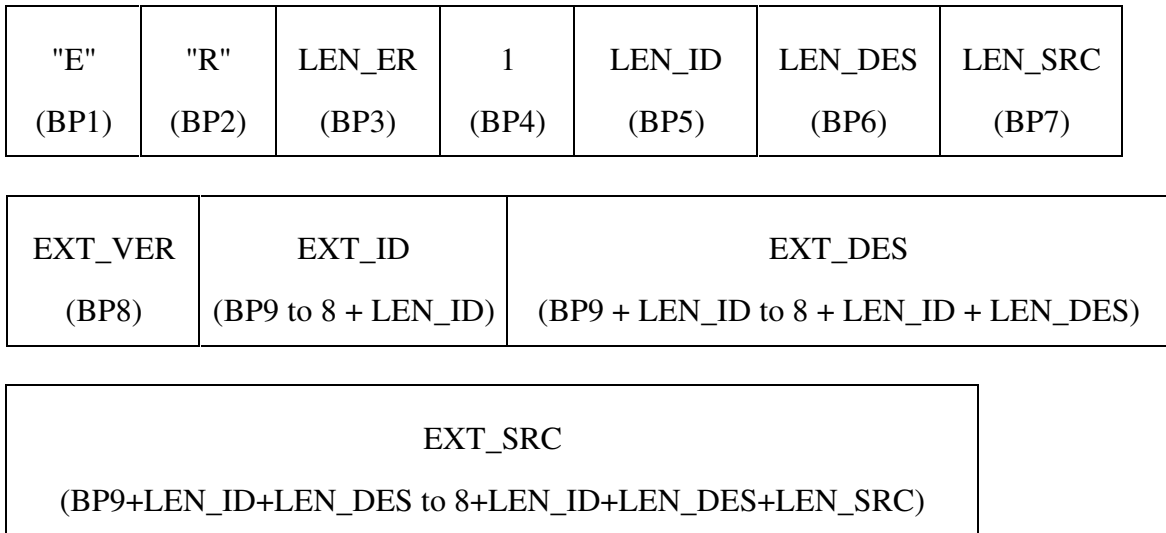 "E" "R" LEN_ER 1 LEN_ID LEN_DES LEN_SRC
(BP1) (BP2) (BP3) (BP4) (BP5) (BP6) (BP7)
EXT_VER EXT_ID EXT_DES
(BP8) (BP9 to 8 + LEN_ID) (BP9 + LEN_ID to 8 + LEN_ID + LEN_DES)
EXT_SRC
(BP9+LEN_ID+LEN_DES to 8+LEN_ID+LEN_DES+LEN_SRC)